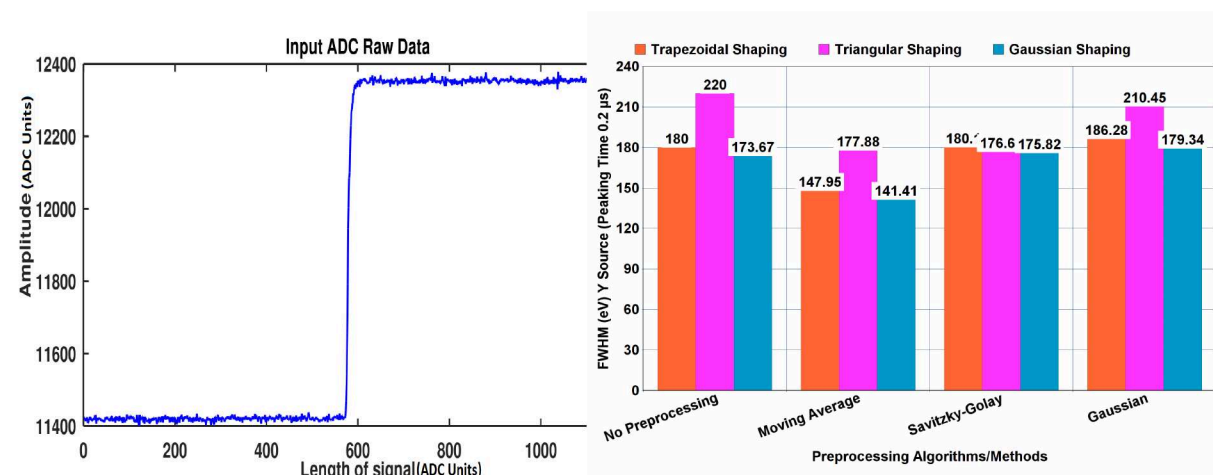 Input ADC Raw Data
12400
12200
12000
11800
11600
11400
Amplitude (ADC Units)
0
200
400
600
800
1000
Length of signal(ADC Units)
Trapezoidal Shaping
Triangular Shaping
Gaussian Shaping
240
210
180
150
120
90
60
30
0
FWHM (eV) Y Source (Peaking Time 0.2 µs)
180
220
173.67
147.95
177.88
141.41
176.6
175.82
186.28
210.45
179.34
No Preprocessing
Moving Average
Savitzky-Golay
Gaussian
Preprocessing Algorithms/Methods